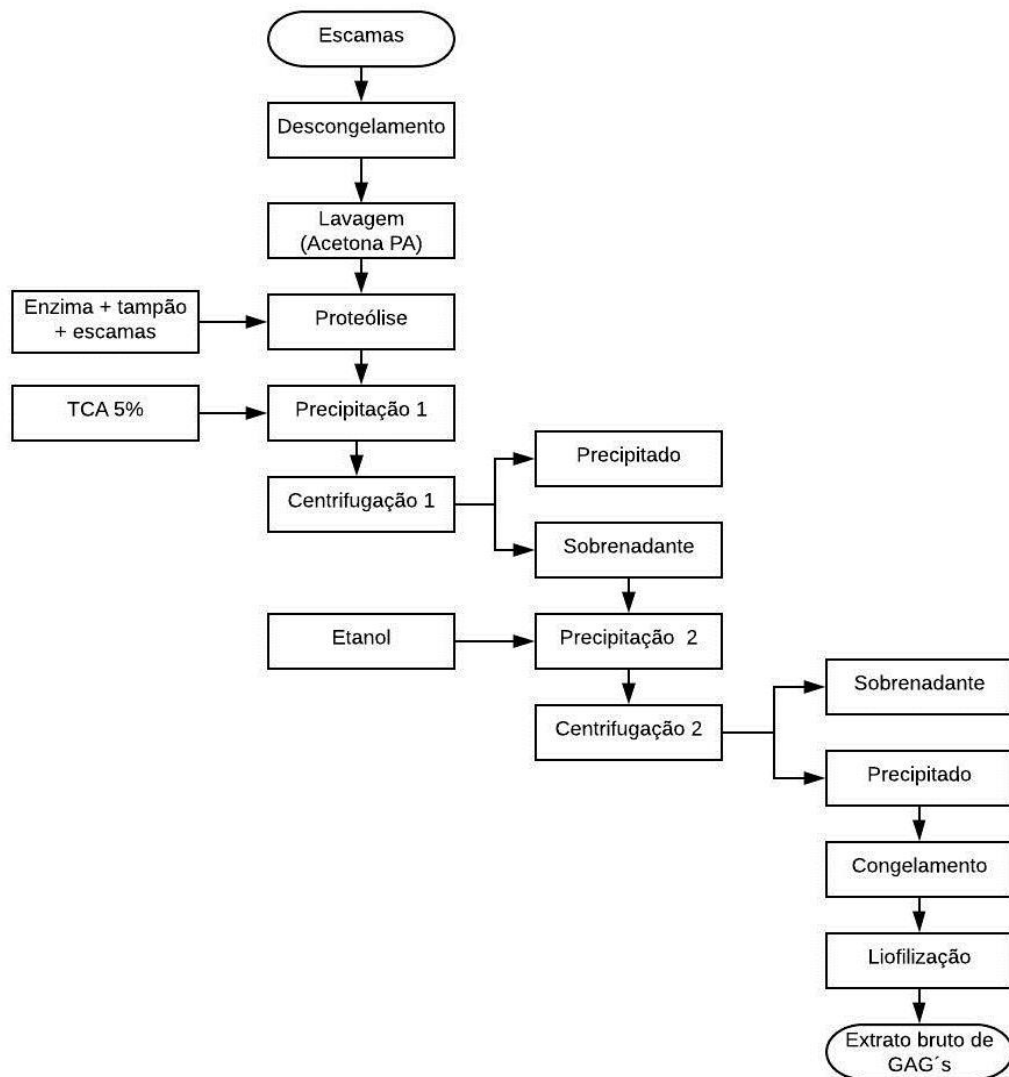 Escamas
Descongelamento
Lavagem
(Acetona PA)
Enzima + tampão
+ escamas
Proteólise
TCA 5%
Precipitação 1
Precipitado
Centrifugação 1
Sobrenadante
Etanol
Precipitação 2
Sobrenadante
Centrifugação 2
Precipitado
Congelamento
Liofilização
Extrato bruto de
GAG´s